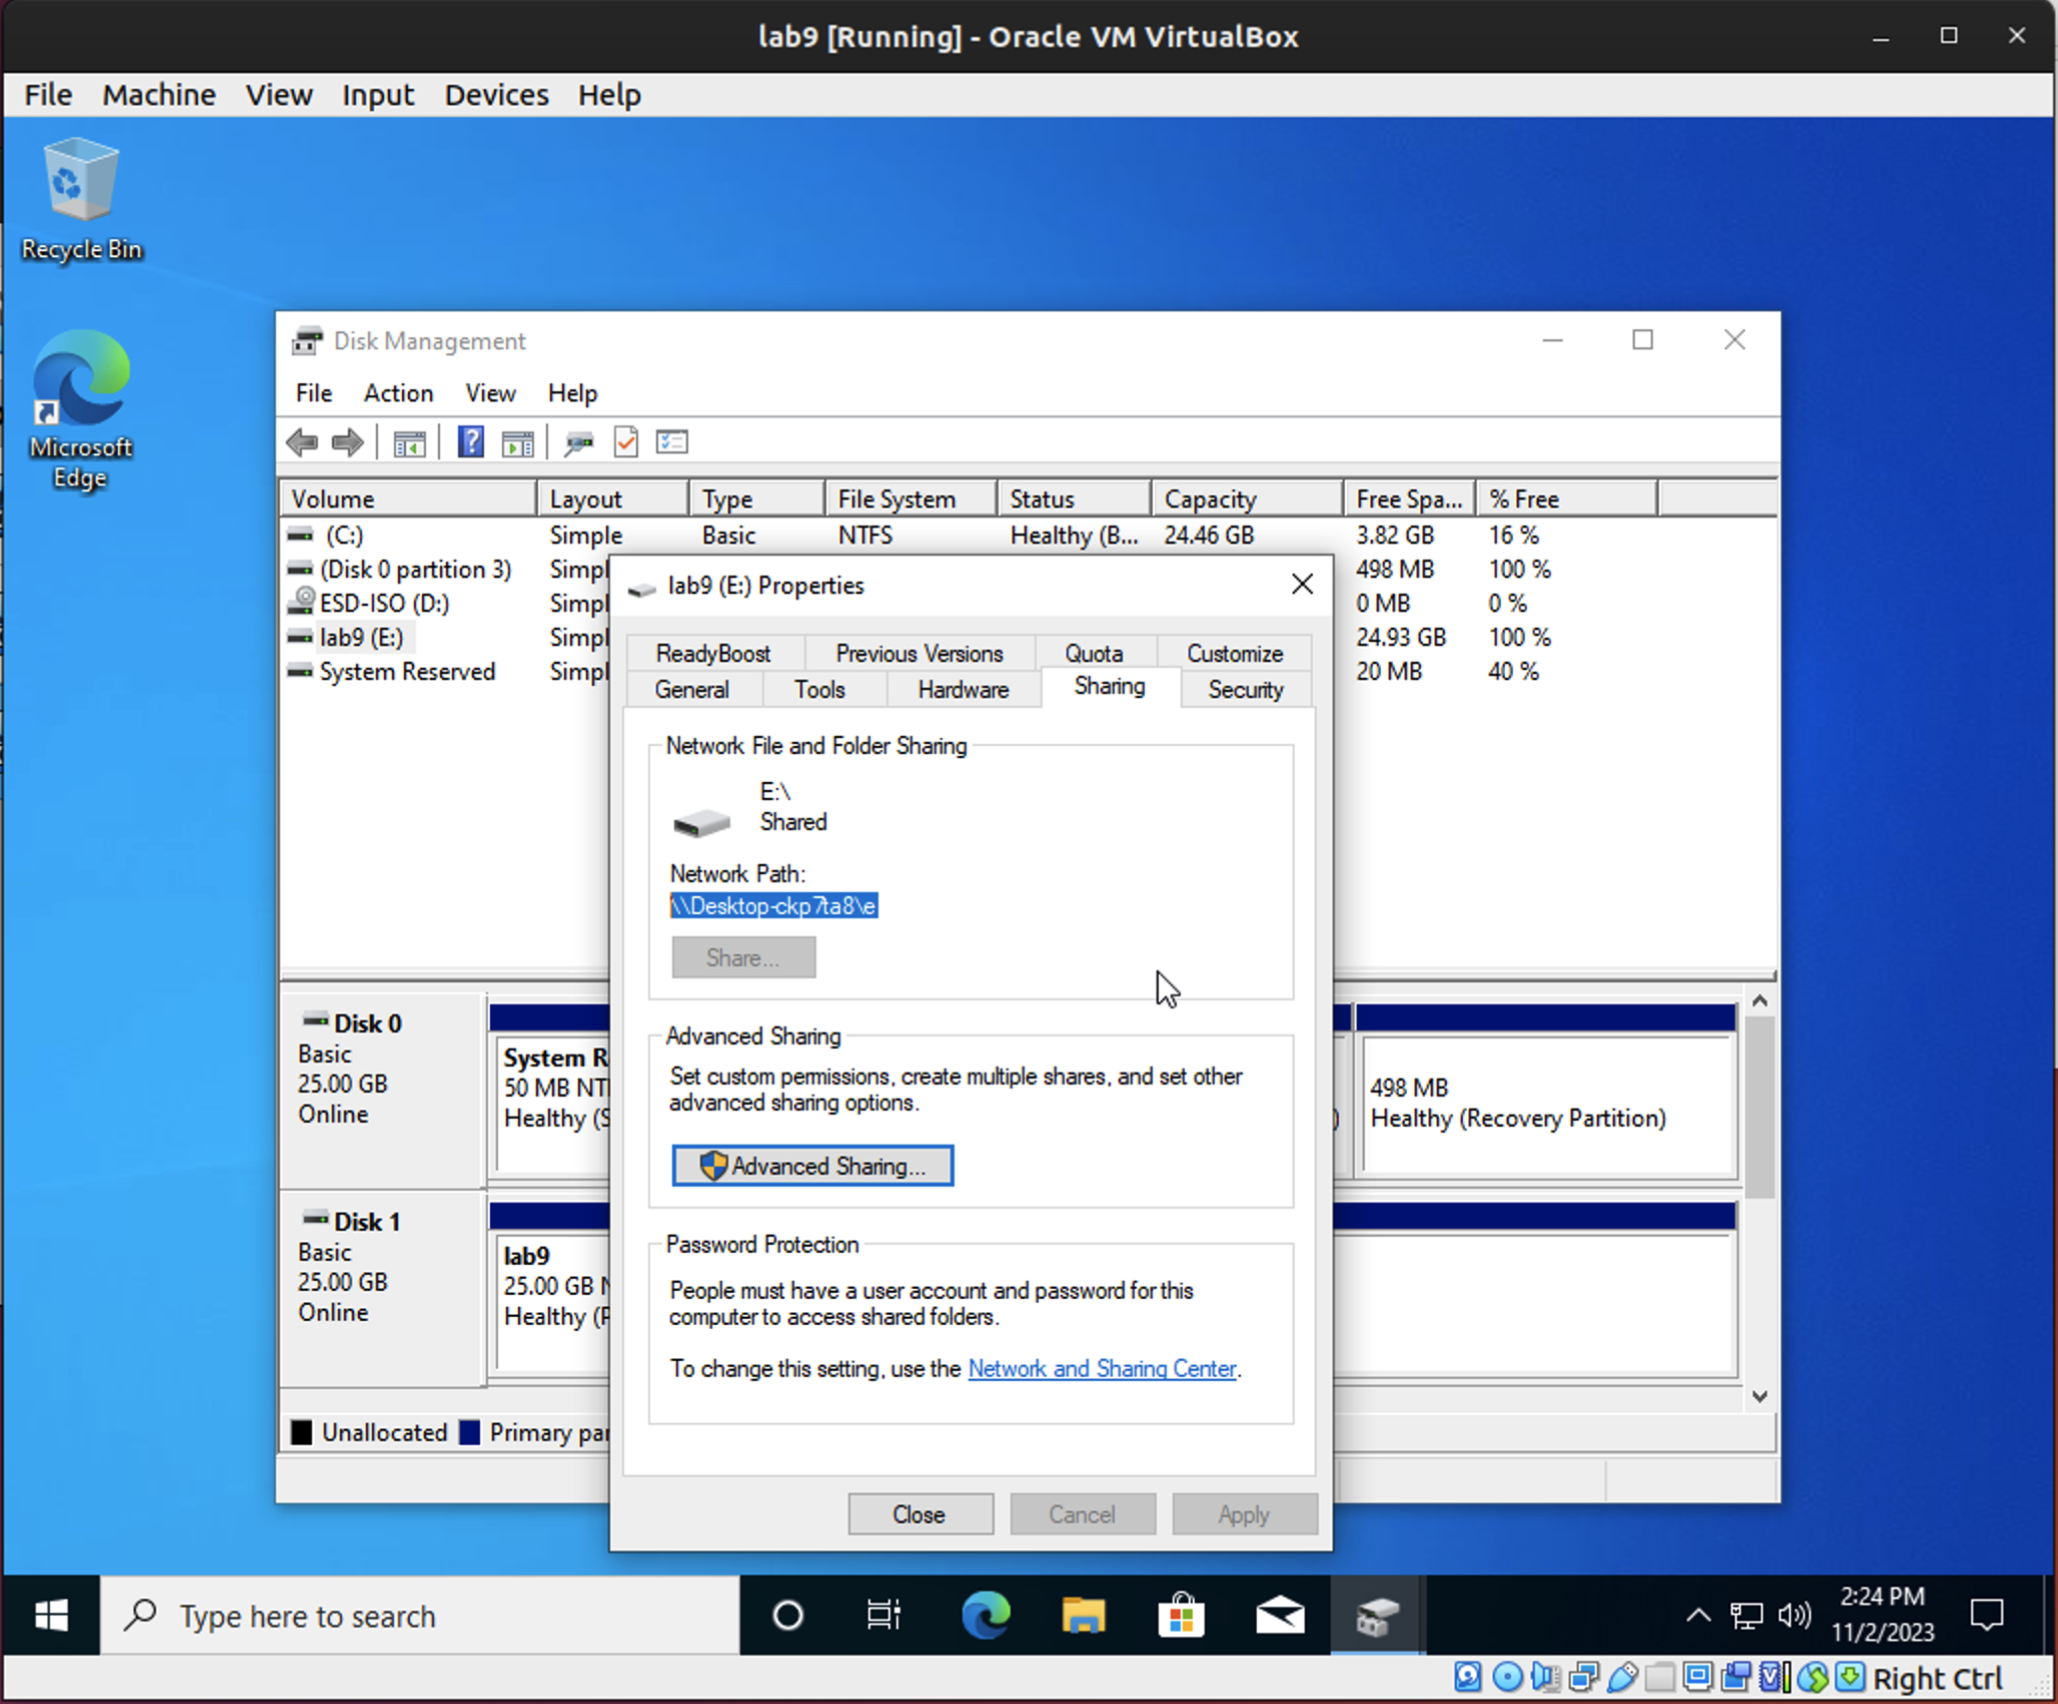 lab9 [Running] - Oracle VM VirtualBox
File Machine View Input Devices Help
Recycle Bin
Microsoft
Edge
Disk Management
File Action View Help
Volume Layout Type File System Status Capacity Free Spa... % Free
(C:) Simple Basic NTFS Healthy (B... 24.46 GB 3.82 GB 16 %
(Disk 0 partition 3) Simpl 498 MB 100 %
ESD-ISO (D:) Simpl 0 MB 0 %
lab9 (E:) Simpl 24.93 GB 100 %
System Reserved Simpl 20 MB 40 %
lab9 (E:) Properties
ReadyBoost Previous Versions Quota Customize
General Tools Hardware Sharing Security
Network File and Folder Sharing
E:\
Shared
Network Path:
\\Desktop-ckp7ta8\e
Share...
Advanced Sharing
Set custom permissions, create multiple shares, and set other
advanced sharing options.
Advanced Sharing...
Password Protection
People must have a user account and password for this
computer to access shared folders.
To change this setting, use the Network and Sharing Center.
Close Cancel Apply
Disk 0
Basic
25.00 GB
Online
System R
50 MB NT
Healthy (S
)
498 MB
Healthy (Recovery Partition)
Disk 1
Basic
25.00 GB
Online
lab9
25.00 GB N
Healthy (P
Unallocated Primary par
Type here to search
2:24 PM
11/2/2023
Right Ctrl